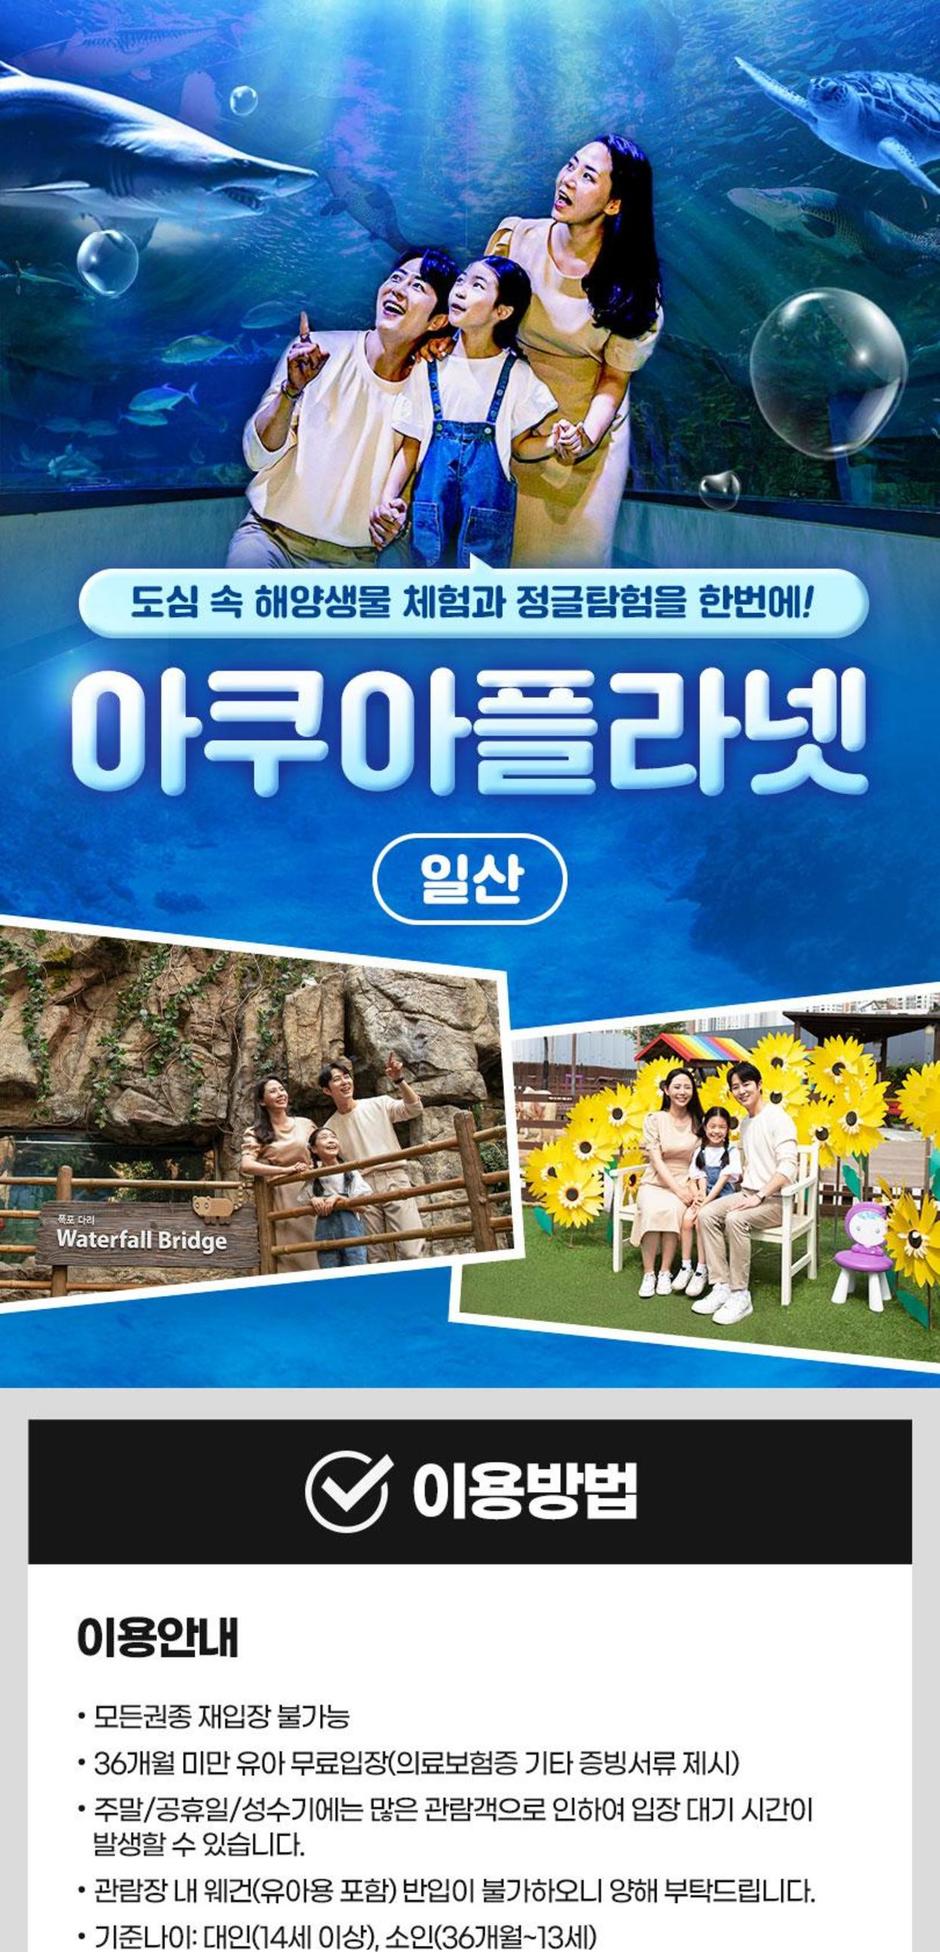 도심 속 해양생물 체험과 정글탐험을 한번에!
아쿠아플라넷
일산
폭포 다리
Waterfall Bridge
이용방법
이용안내
• 모든권종 재입장 불가능
• 36개월 미만 유아 무료입장(의료보험증 기타 증빙서류 제시)
• 주말/공휴일/성수기에는 많은 관람객으로 인하여 입장 대기 시간이
발생할 수 있습니다.
• 관람장 내 웨건(유아용 포함) 반입이 불가하오니 양해 부탁드립니다.
• 기준나이: 대인(14세 이상), 소인(36개월~13세)